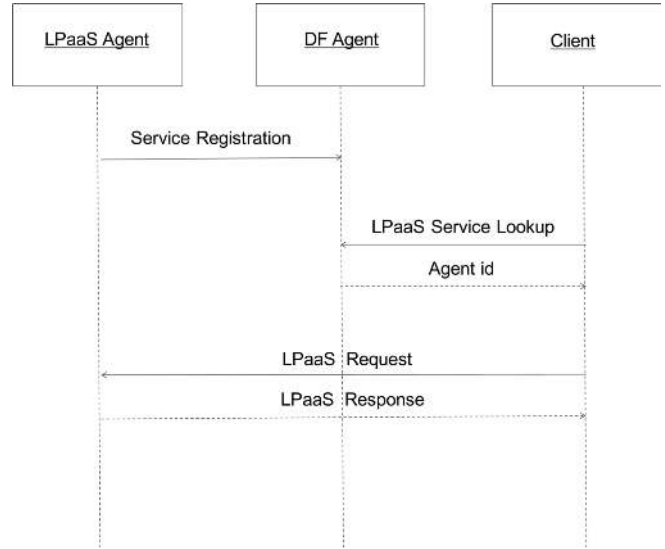 LPaaS Agent
DF Agent
Client
Service Registration
LPaaS Service Lookup
Agent id
LPaaS Request
LPaaS Response